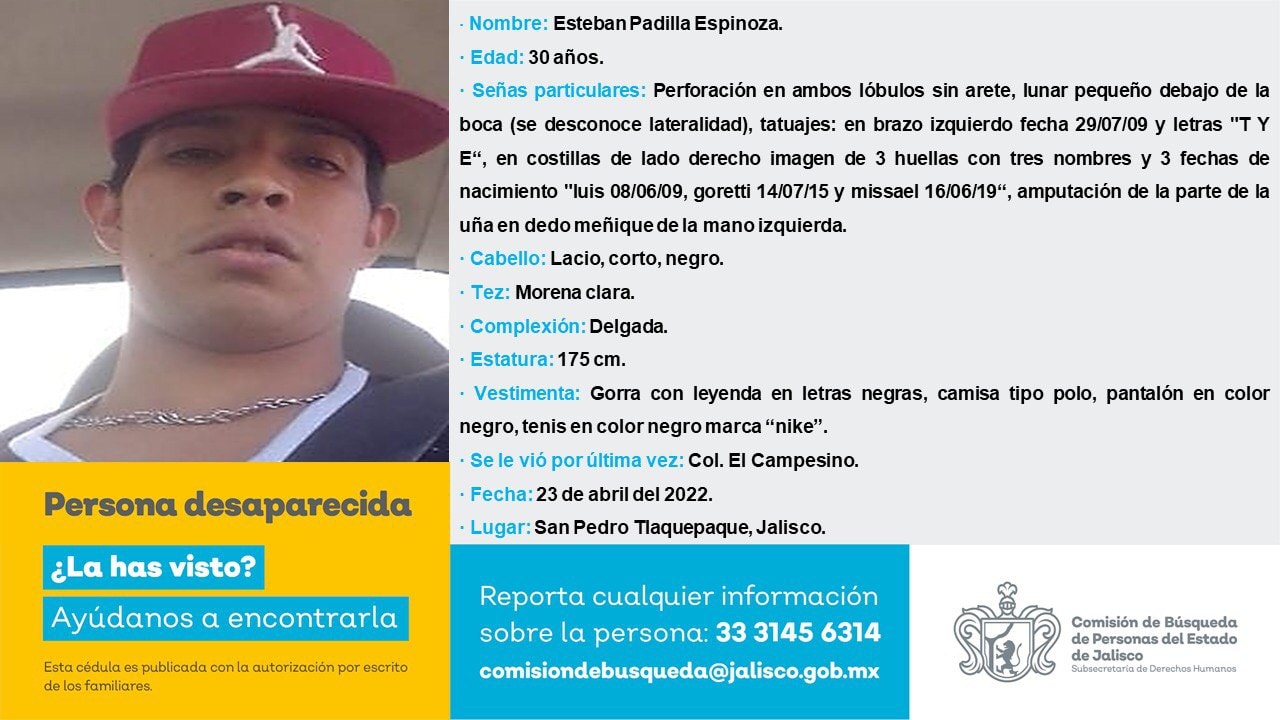 · Nombre: Esteban Padilla Espinoza.
· Edad: 30 años.
· Señas particulares: Perforación en ambos lóbulos sin arete, lunar pequeño debajo de la
boca (se desconoce lateralidad), tatuajes: en brazo izquierdo fecha 29/07/09 y letras "T Y
E“, en costillas de lado derecho imagen de 3 huellas con tres nombres y 3 fechas de
nacimiento "luis 08/06/09, goretti 14/07/15 y missael 16/06/19“, amputación de la parte de la
uña en dedo meñique de la mano izquierda.
· Cabello: Lacio, corto, negro.
· Tez: Morena clara.
· Complexión: Delgada.
· Estatura: 175 cm.
· Vestimenta: Gorra con leyenda en letras negras, camisa tipo polo, pantalón en color
negro, tenis en color negro marca “nike”.
· Se le vió por última vez: Col. El Campesino.
· Fecha: 23 de abril del 2022.
· Lugar: San Pedro Tlaquepaque, Jalisco.
Persona desaparecida
¿La has visto?
Ayúdanos a encontrarla
Esta cédula es publicada con la autorización por escrito
de los familiares.
Reporta cualquier información
sobre la persona: 33 3145 6314
comisiondebusqueda@jalisco.gob.mx
Comisión de Búsqueda
de Personas del Estado
de Jalisco
Subsecretaría de Derechos Humanos